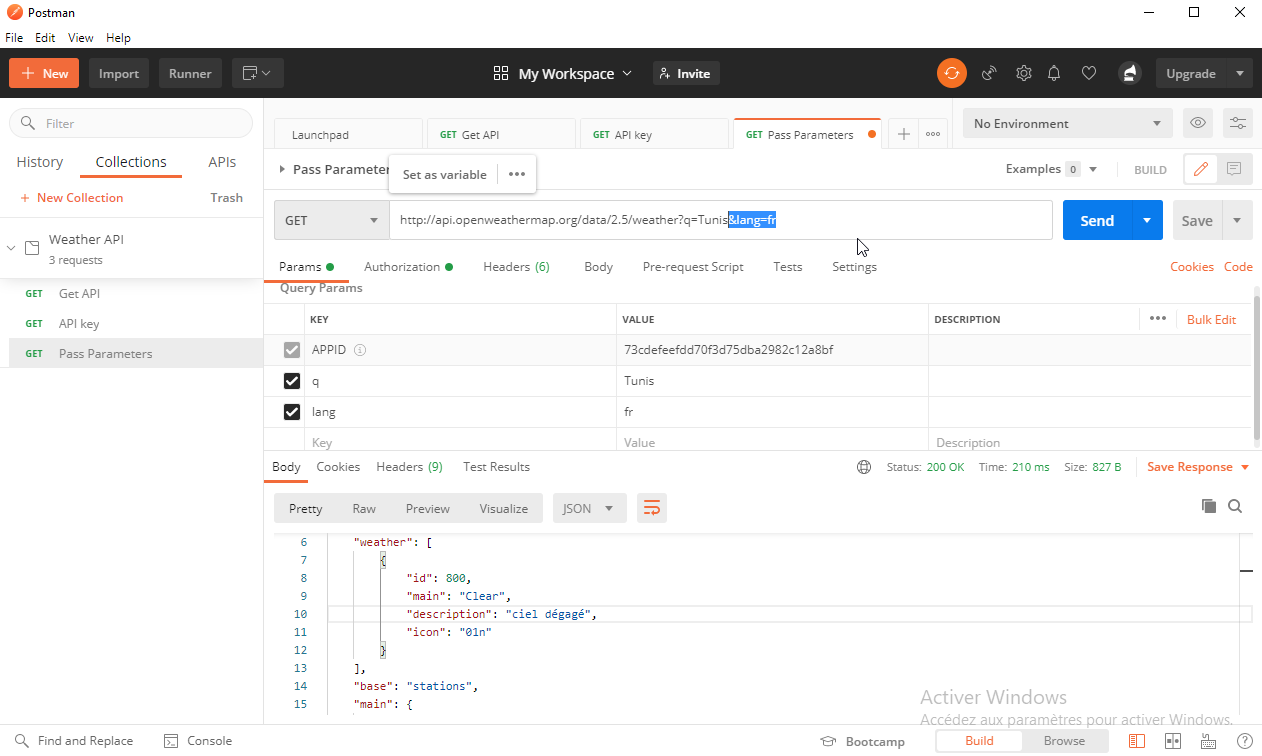 Postman
File Edit View Help
New Import Runner My Workspace Invite Upgrade
Filter
History Collections APIs
New Collection Trash
Weather API
3 requests
GET Get API
GET API key
GET Pass Parameters
Launchpad GET Get API GET API key GET Pass Parameters No Environment
Pass Parameter Examples 0 BUILD
Set as variable
GET http://api.openweathermap.org/data/2.5/weather?q=Tunis&lang=fr Send Save
Params Authorization Headers (6) Body Pre-request Script Tests Settings Cookies Code
Query Params
KEY VALUE DESCRIPTION Bulk Edit
APPID 73cdefeefdd70f3d75dba2982c12a8bf
q Tunis
lang fr
Key Value Description
Body Cookies Headers (9) Test Results Status: 200 OK Time: 210 ms Size: 827 B Save Response
Pretty Raw Preview Visualize JSON
6 "weather": [
7 {
8 "id": 800,
9 "main": "Clear",
10 "description": "ciel dégagé",
11 "icon": "01n"
12 }
13 ],
14 "base": "stations",
15 "main": {
Activer Windows
Accédez aux paramètres pour activer Windows.
Find and Replace Console Bootcamp Build Browse